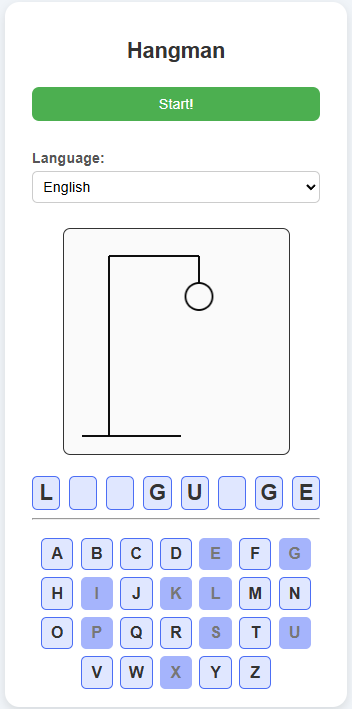 Hangman
Start!
Language:
English
L G U G E
A B C D E F G
H I J K L M N
O P Q R S T U
V W X Y Z